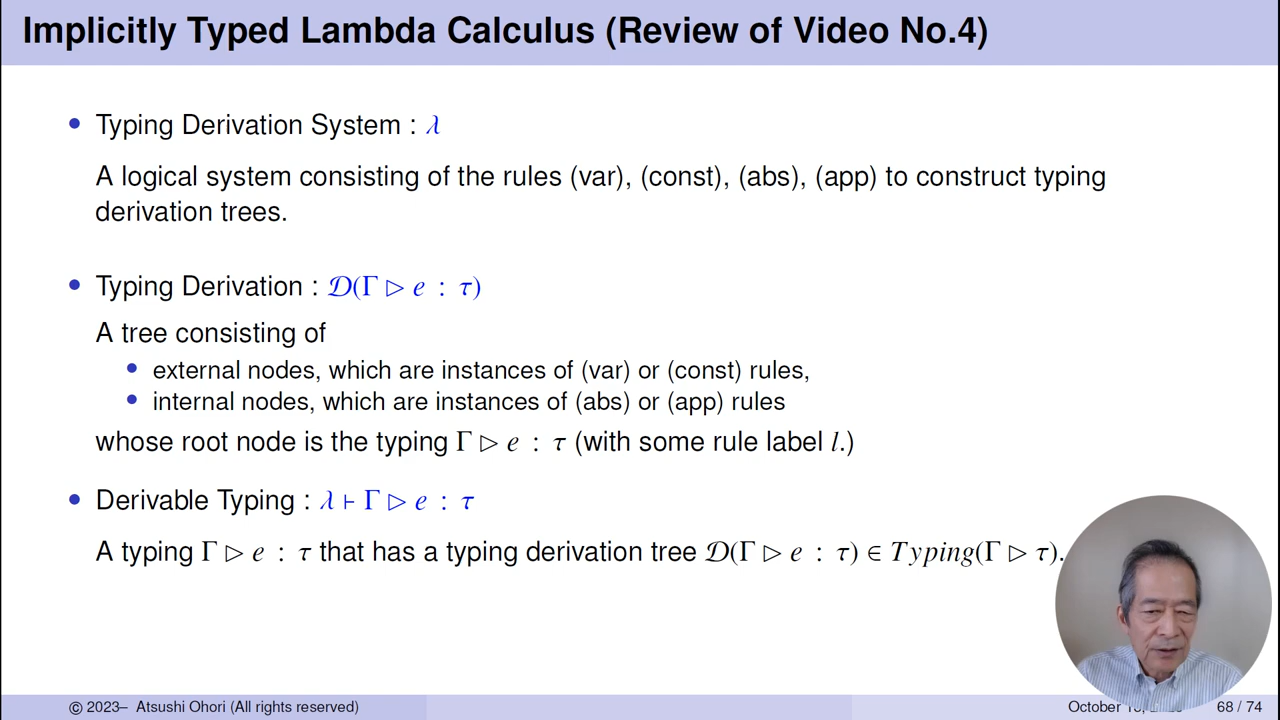 Implicitly Typed Lambda Calculus (Review of Video No.4)
• Typing Derivation System : λ
A logical system consisting of the rules (var), (const), (abs), (app) to construct typing
derivation trees.
• Typing Derivation : 𝒟(Γ ▷ e : τ)
A tree consisting of
• external nodes, which are instances of (var) or (const) rules,
• internal nodes, which are instances of (abs) or (app) rules
whose root node is the typing Γ ▷ e : τ (with some rule label l.)
• Derivable Typing : λ ⊢ Γ ▷ e : τ
A typing Γ ▷ e : τ that has a typing derivation tree 𝒟(Γ ▷ e : τ) ∈ Typing(Γ ▷ τ).
© 2023– Atsushi Ohori (All rights reserved)
October 68 / 74